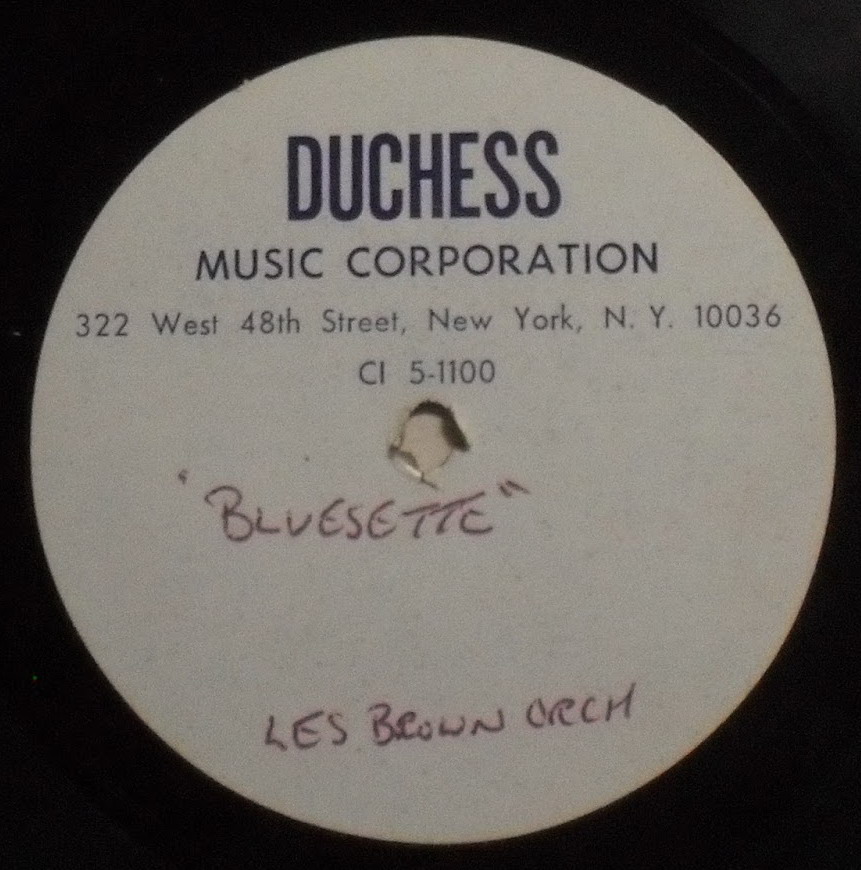 DUCHESS
MUSIC CORPORATION
322 West 48th Street, New York, N. Y. 10036
CI 5-1100
"BLUESETTE"
LES BROWN ORCH